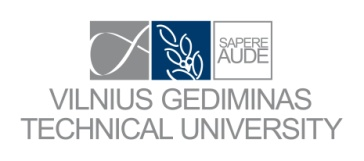 SAPERE
AUDE
VILNIUS GEDIMINAS
TECHNICAL UNIVERSITY